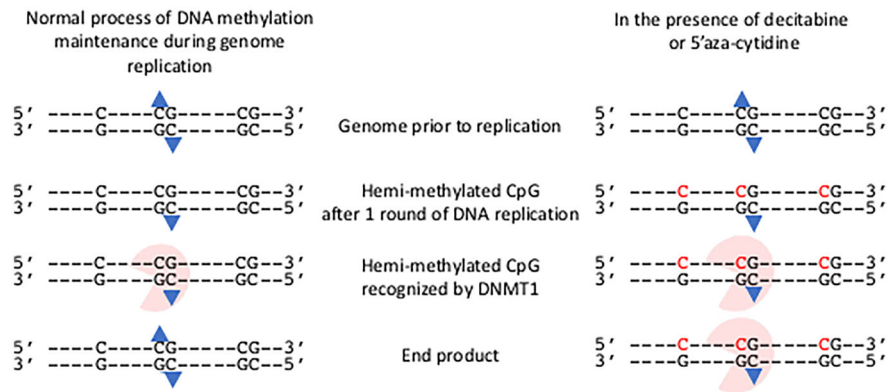 Normal process of DNA methylation
maintenance during genome
replication
In the presence of decitabine
or 5'aza-cytidine
5' ----C----CG------CG--3'
3' ----G----GC------GC--5'
Genome prior to replication
5' ----C----CG------CG--3'
3' ----G----GC------GC--5'
5' ----C----CG------CG--3'
3' ----G----GC------GC--5'
Hemi-methylated CpG
after 1 round of DNA replication
5' ----C----CG------CG--3'
3' ----G----GC------GC--5'
5' ----C----CG------CG--3'
3' ----G----GC------GC--5'
Hemi-methylated CpG
recognized by DNMT1
5' ----C----CG------CG--3'
3' ----G----GC------GC--5'
5' ----C----CG------CG--3'
3' ----G----GC------GC--5'
End product
5' ----C----CG------CG--3'
3' ----G----GC------GC--5'